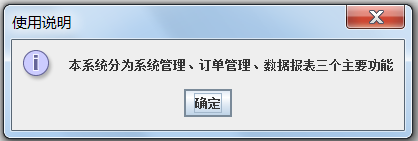 使用说明
本系统分为系统管理、订单管理、数据报表三个主要功能
确定